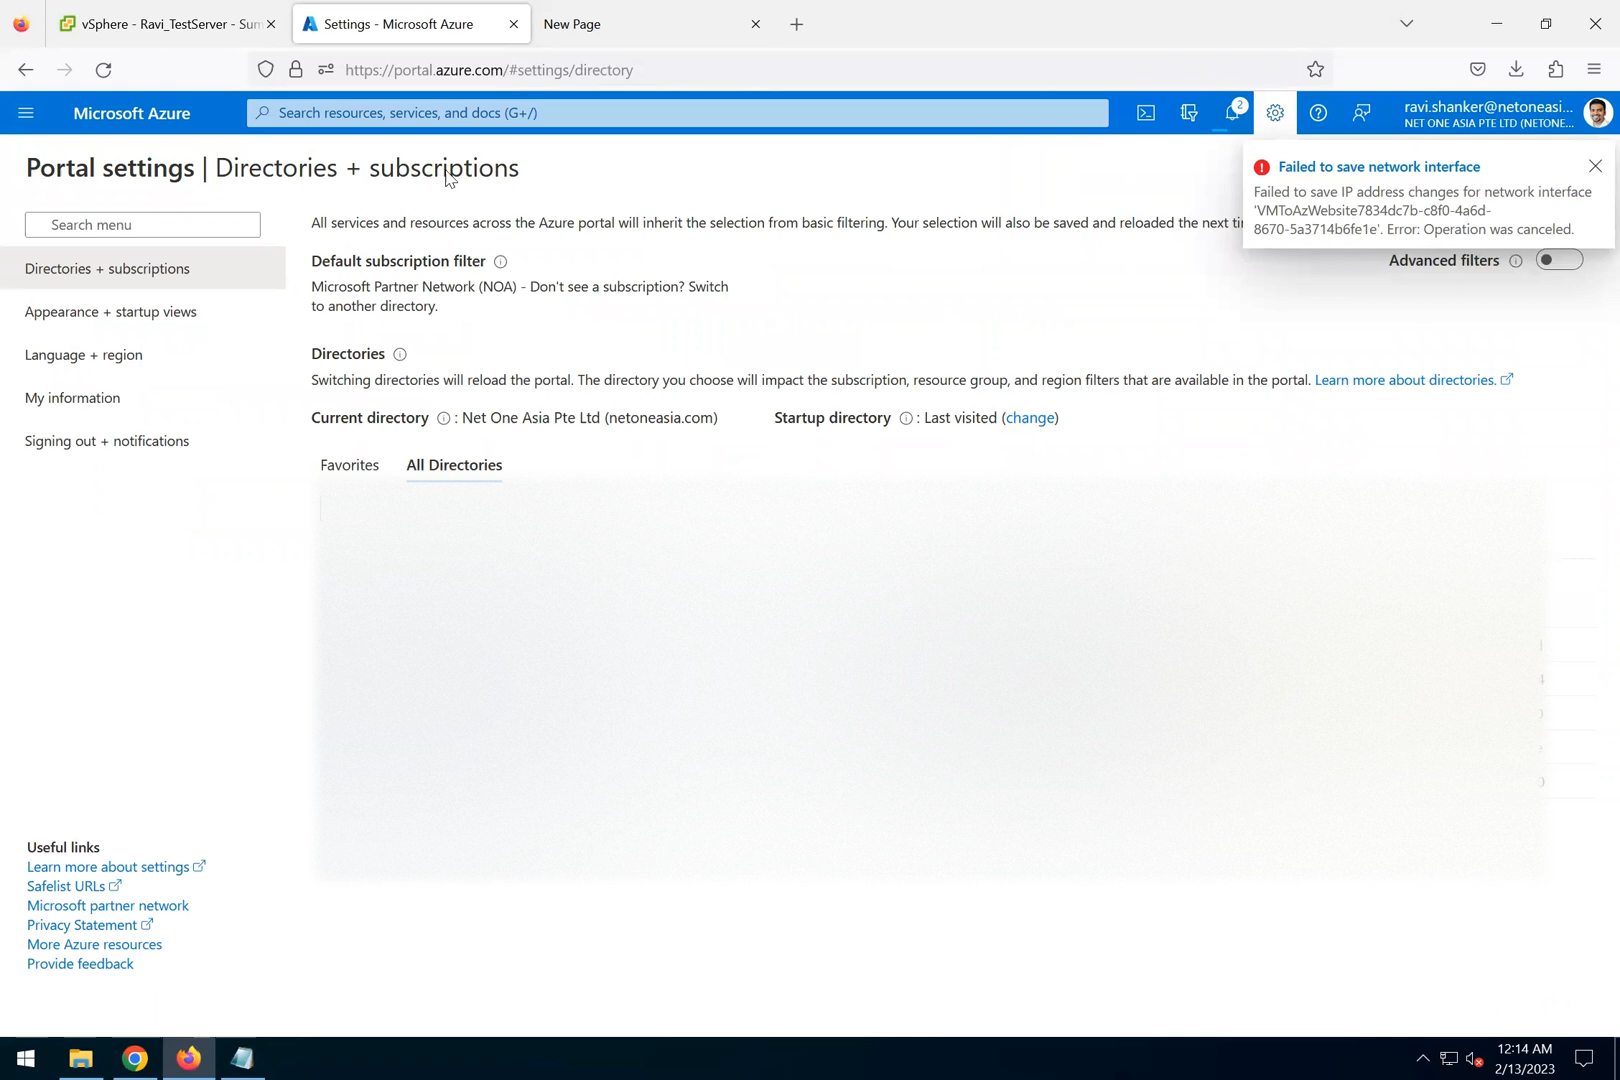 vSphere - Ravi_TestServer - Sum
Settings - Microsoft Azure
New Page
https://portal.azure.com/#settings/directory
Microsoft Azure
Search resources, services, and docs (G+/)
2
ravi.shanker@netoneasi...
NET ONE ASIA PTE LTD (NETONE...
Portal settings | Directories + subscriptions
Failed to save network interface
Failed to save IP address changes for network interface
'VMToAzWebsite7834dc7b-c8f0-4a6d-
8670-5a3714b6fe1e'. Error: Operation was canceled.
Search menu
Directories + subscriptions
Appearance + startup views
Language + region
My information
Signing out + notifications
All services and resources across the Azure portal will inherit the selection from basic filtering. Your selection will also be saved and reloaded the next ti
Default subscription filter
Advanced filters
Microsoft Partner Network (NOA) - Don't see a subscription? Switch
to another directory.
Directories
Switching directories will reload the portal. The directory you choose will impact the subscription, resource group, and region filters that are available in the portal. Learn more about directories.
Current directory : Net One Asia Pte Ltd (netoneasia.com)
Startup directory : Last visited (change)
Favorites
All Directories
Useful links
Learn more about settings
Safelist URLs
Microsoft partner network
Privacy Statement
More Azure resources
Provide feedback
12:14 AM
2/13/2023